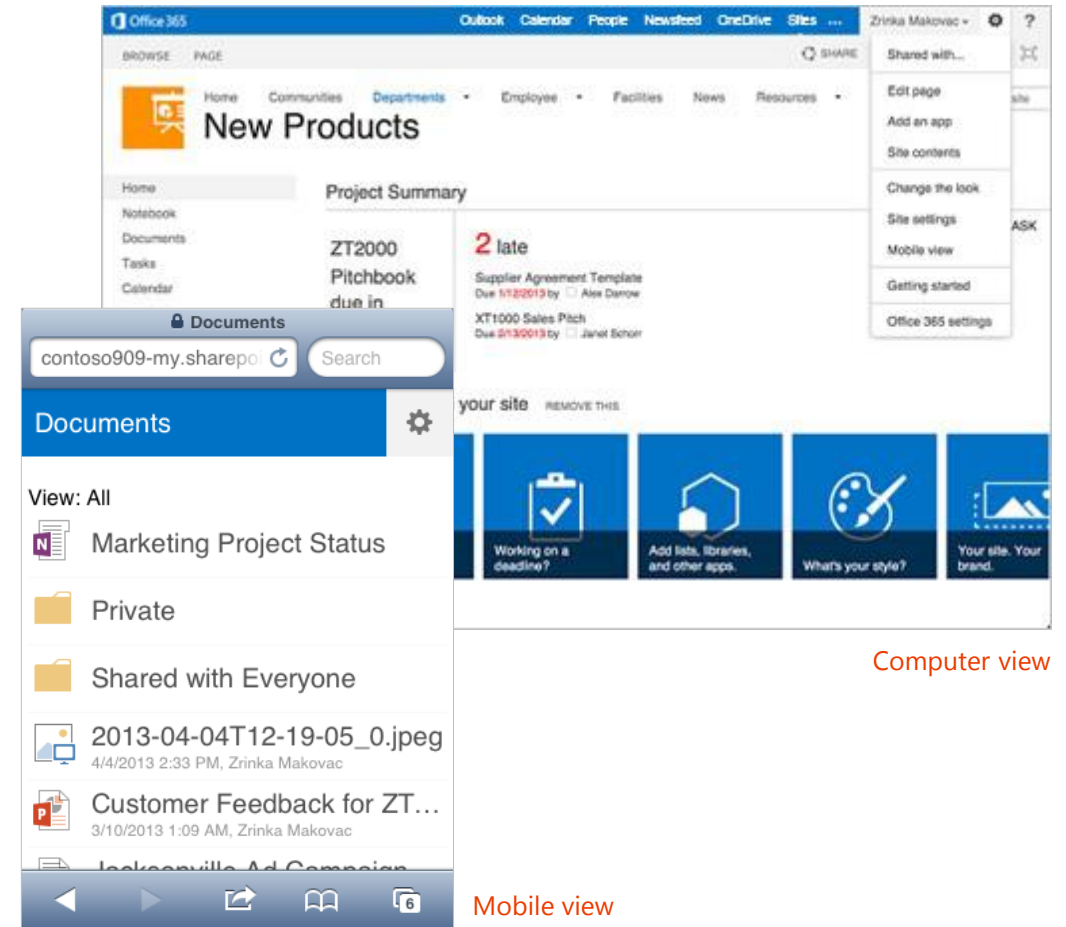 Office 365
Outlook Calendar People Newsfeed OneDrive Sites ... Zrinka Makovac ?
BROWSE PAGE SHARE
Shared with...
Edit page
Add an app
Site contents
Change the look
Site settings
Mobile view
Getting started
Office 365 settings
site
Home Communities Departments Employee Facilities News Resources
New Products
Home
Notebook
Documents
Tasks
Calendar
Project Summary
ASK
ZT2000
Pitchbook
due in
2 late
Supplier Agreement Template
Due 1/12/2013 by Alex Darrow
XT1000 Sales Pitch
Due 2/13/2013 by Janet Schorr
your site REMOVE THIS
Working on a
deadline?
Add lists, libraries,
and other apps.
What's your style?
Your site. Your
brand.
Computer view
Documents
contoso909-my.sharepoi
Search
Documents
View: All
Marketing Project Status
Private
Shared with Everyone
2013-04-04T12-19-05_0.jpeg
4/4/2013 2:33 PM, Zrinka Makovac
Customer Feedback for ZT...
3/10/2013 1:09 AM, Zrinka Makovac
Jacksonville Ad Campaign
6
Mobile view